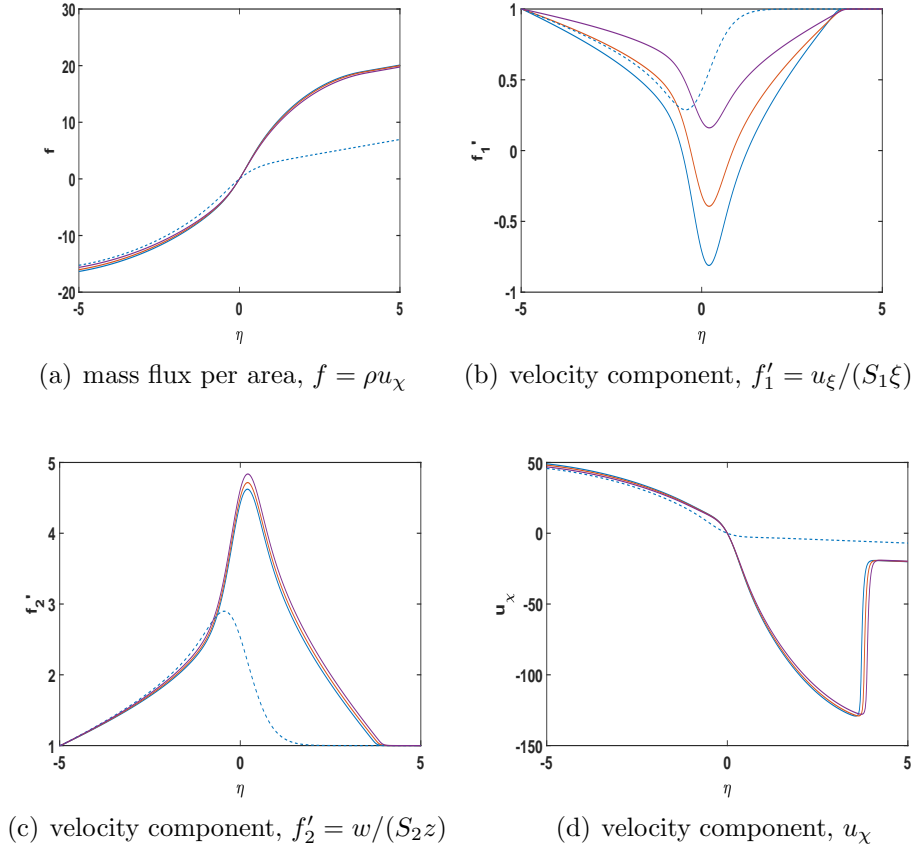 30
20
10
0
-10
-20
f
-5
0
5
η
(a) mass flux per area, f = ρu_χ
1
0.5
0
-0.5
-1
f_1'
-5
0
5
η
(b) velocity component, f′_1 = u_ξ/(S_1ξ)
5
4
3
2
1
f_2'
-5
0
5
η
(c) velocity component, f′_2 = w/(S_2z)
50
0
-50
-100
-150
u_χ
-5
0
5
η
(d) velocity component, u_χ